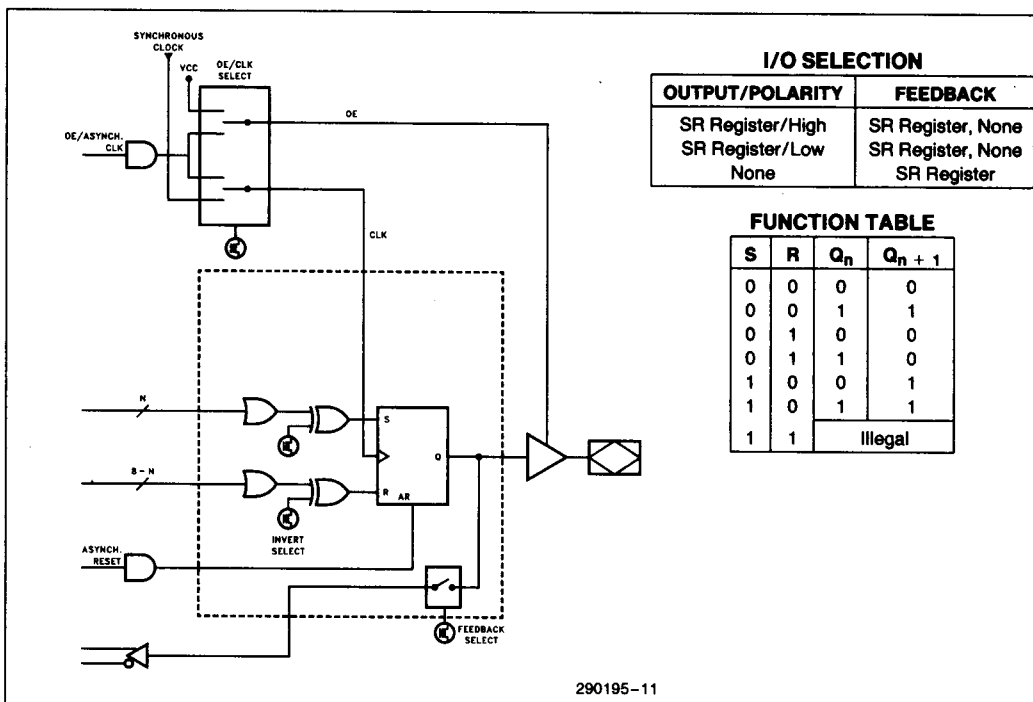 SYNCHRONOUS
CLOCK
VCC
OE/CLK
SELECT
OE
OE/ASYNCH.
CLK
CLK
N
S
Q
8-N
R
AR
INVERT
SELECT
ASYNCH.
RESET
FEEDBACK
SELECT
I/O SELECTION
OUTPUT/POLARITY FEEDBACK
SR Register/High SR Register, None
SR Register/Low SR Register, None
None SR Register
FUNCTION TABLE
S R Qn Qn + 1
0 0 0 0
0 0 1 1
0 1 0 0
0 1 1 0
1 0 0 1
1 0 1 1
1 1 Illegal
290195-11